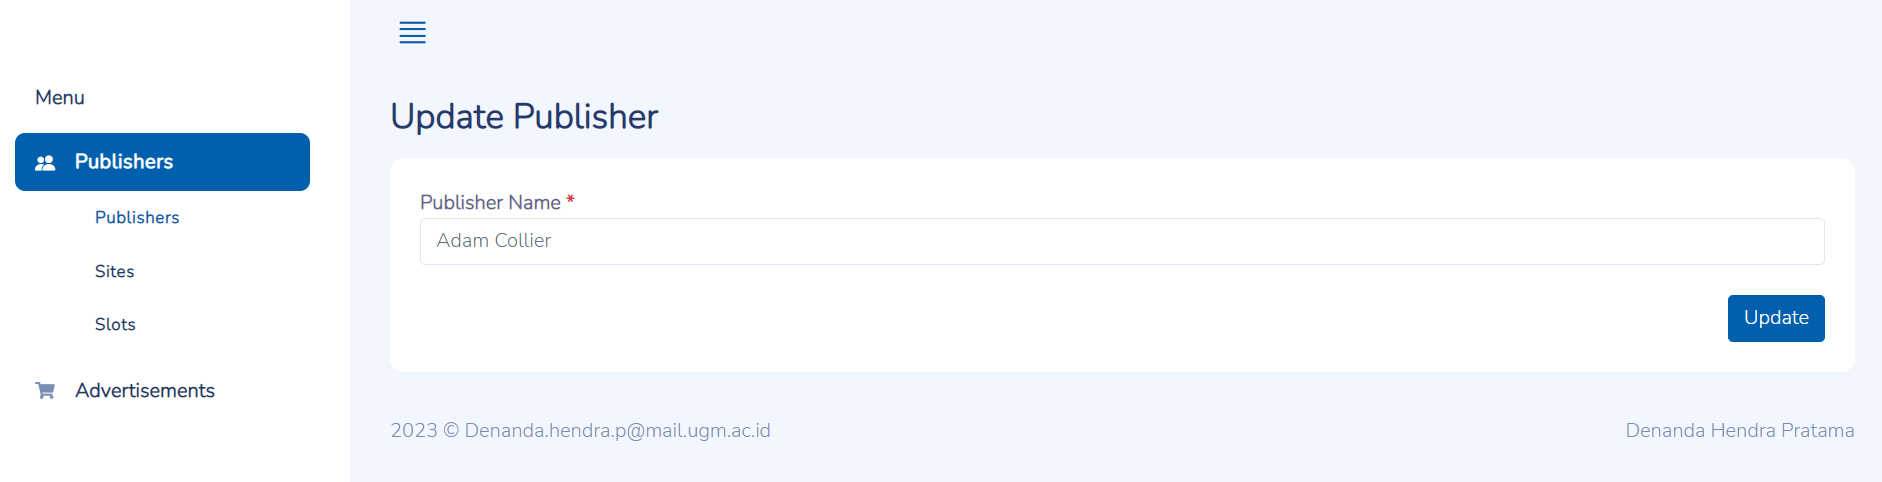 Menu
Publishers
Publishers
Sites
Slots
Advertisements
Update Publisher
Publisher Name *
Adam Collier
Update
2023 © Denanda.hendra.p@mail.ugm.ac.id
Denanda Hendra Pratama